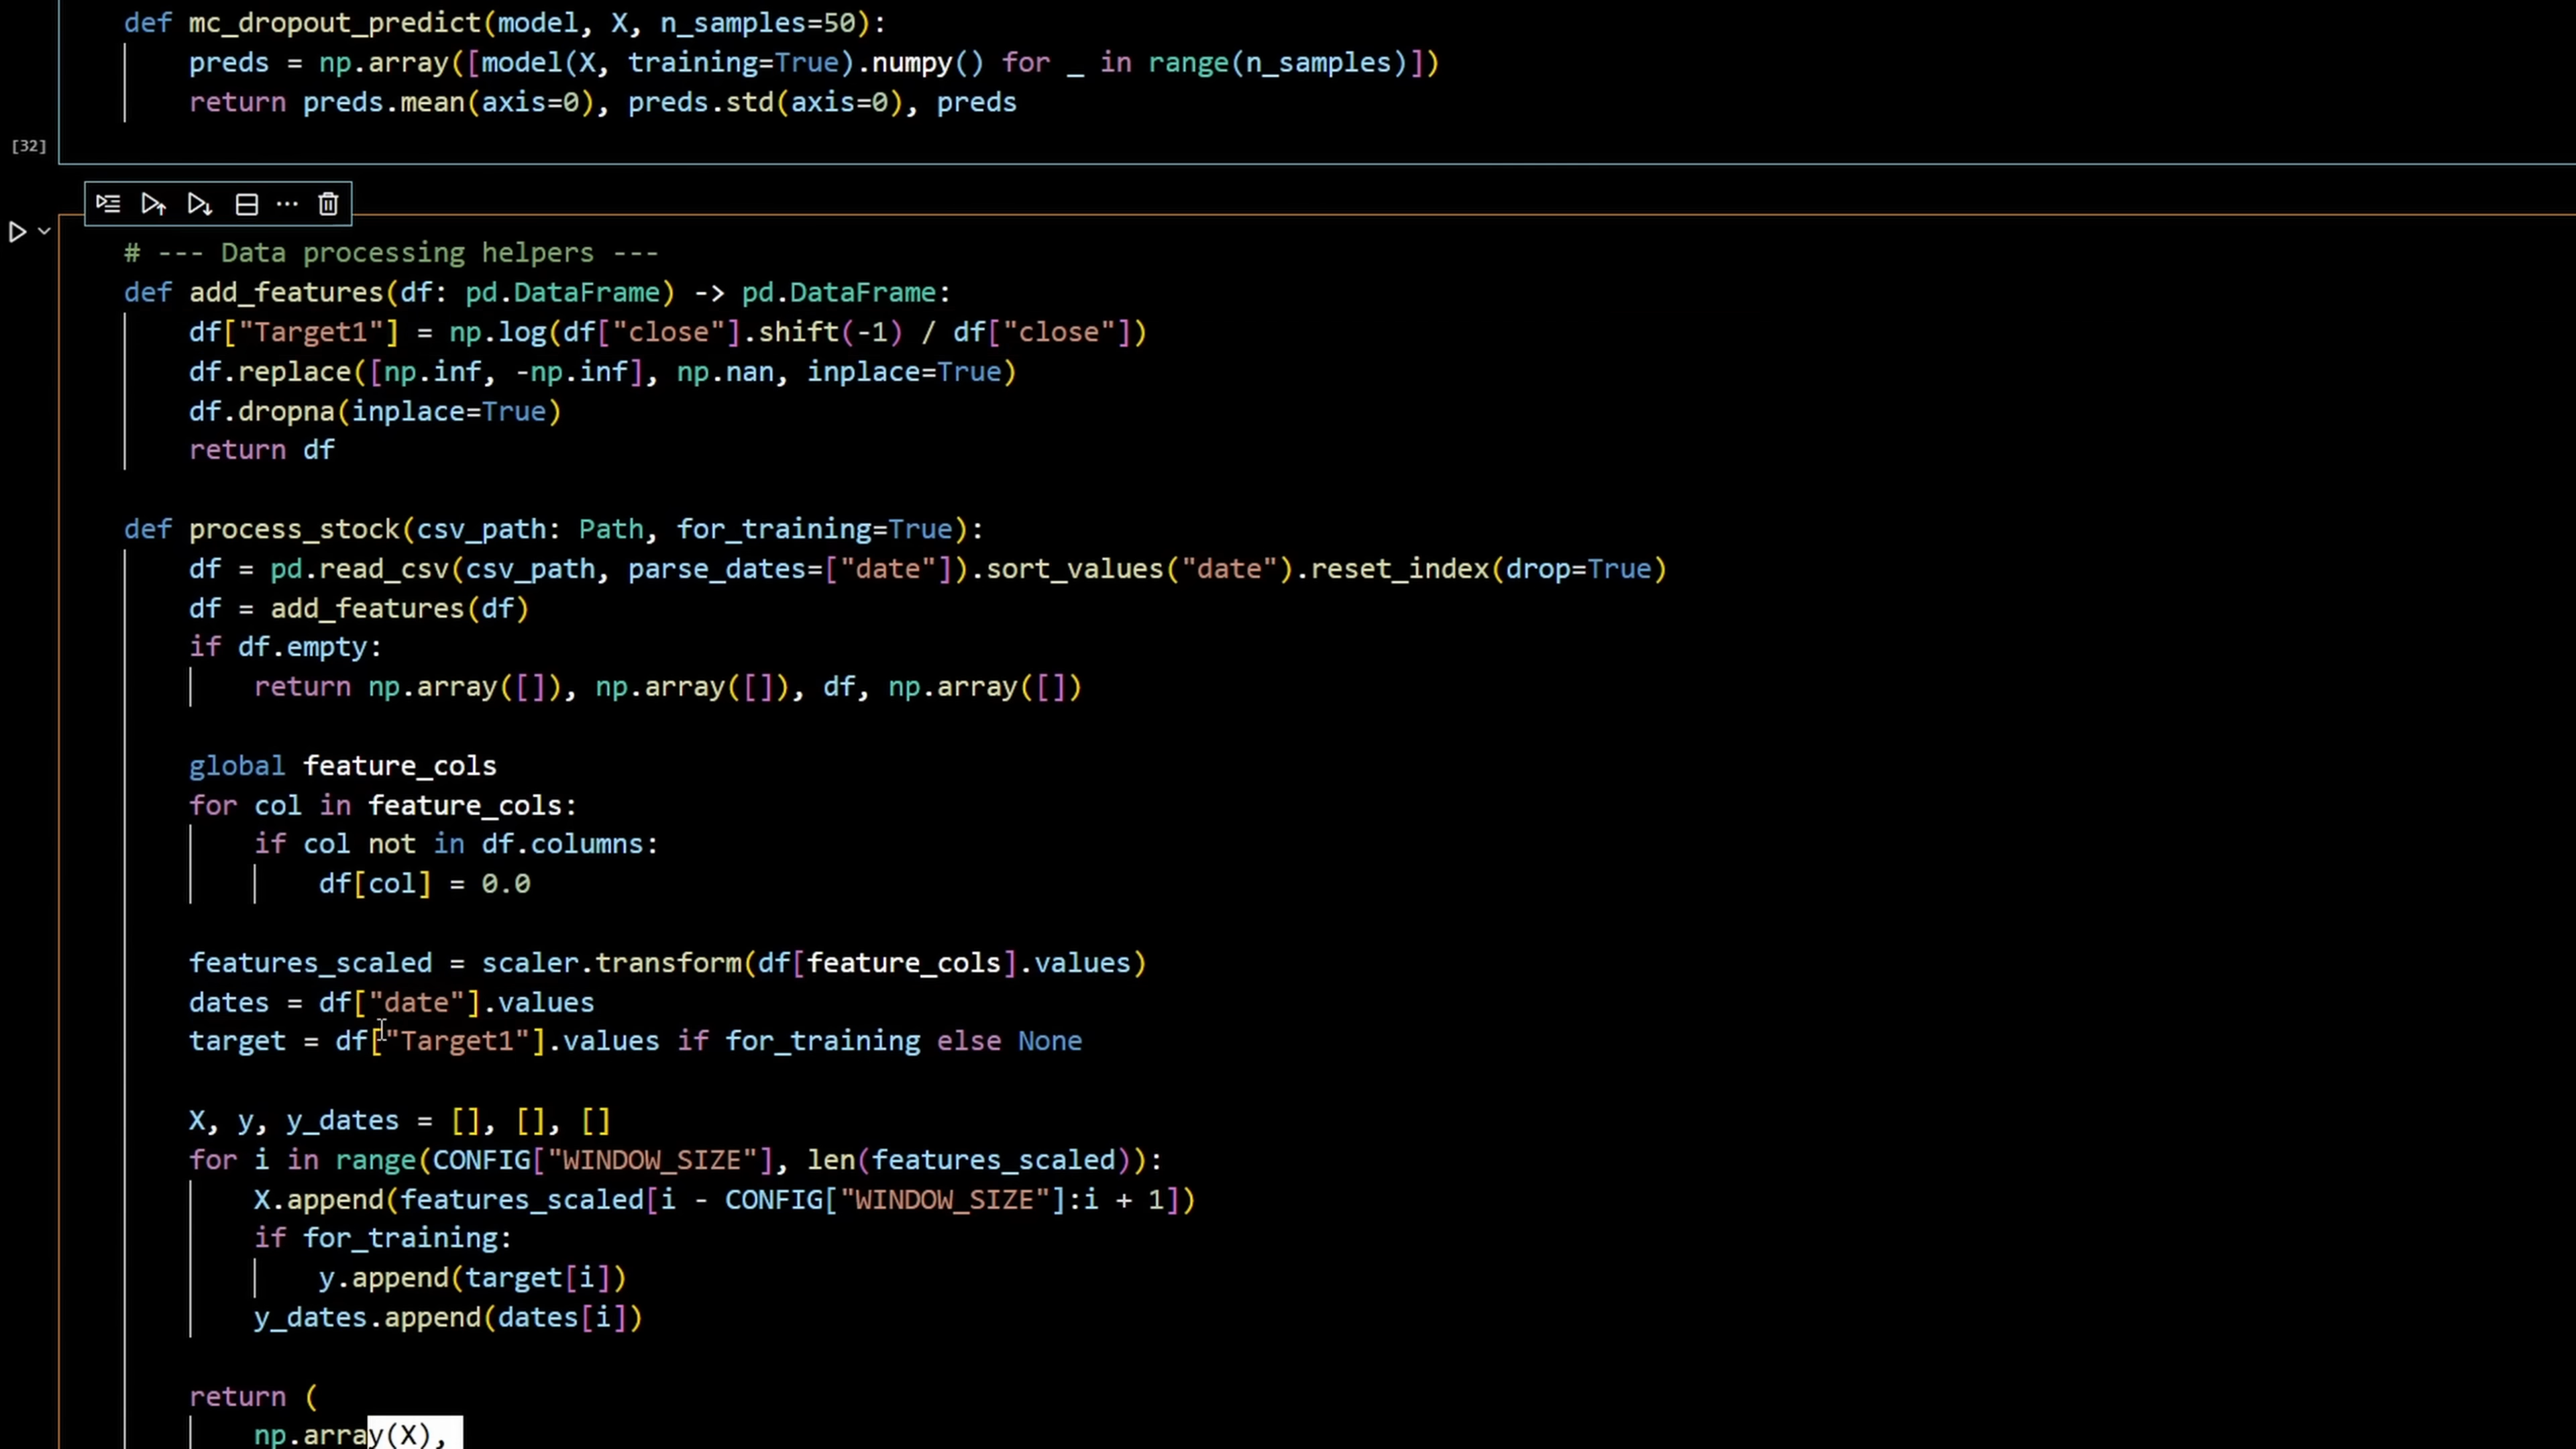 def mc_dropout_predict(model, X, n_samples=50):
    preds = np.array([model(X, training=True).numpy() for _ in range(n_samples)])
    return preds.mean(axis=0), preds.std(axis=0), preds
[32]
# --- Data processing helpers ---
def add_features(df: pd.DataFrame) -> pd.DataFrame:
    df["Target1"] = np.log(df["close"].shift(-1) / df["close"])
    df.replace([np.inf, -np.inf], np.nan, inplace=True)
    df.dropna(inplace=True)
    return df
def process_stock(csv_path: Path, for_training=True):
    df = pd.read_csv(csv_path, parse_dates=["date"]).sort_values("date").reset_index(drop=True)
    df = add_features(df)
    if df.empty:
        return np.array([]), np.array([]), df, np.array([])
    global feature_cols
    for col in feature_cols:
        if col not in df.columns:
            df[col] = 0.0
    features_scaled = scaler.transform(df[feature_cols].values)
    dates = df["date"].values
    target = df["Target1"].values if for_training else None
    X, y, y_dates = [], [], []
    for i in range(CONFIG["WINDOW_SIZE"], len(features_scaled)):
        X.append(features_scaled[i - CONFIG["WINDOW_SIZE"]:i + 1])
        if for_training:
            y.append(target[i])
        y_dates.append(dates[i])
    return (
        np.array(X),